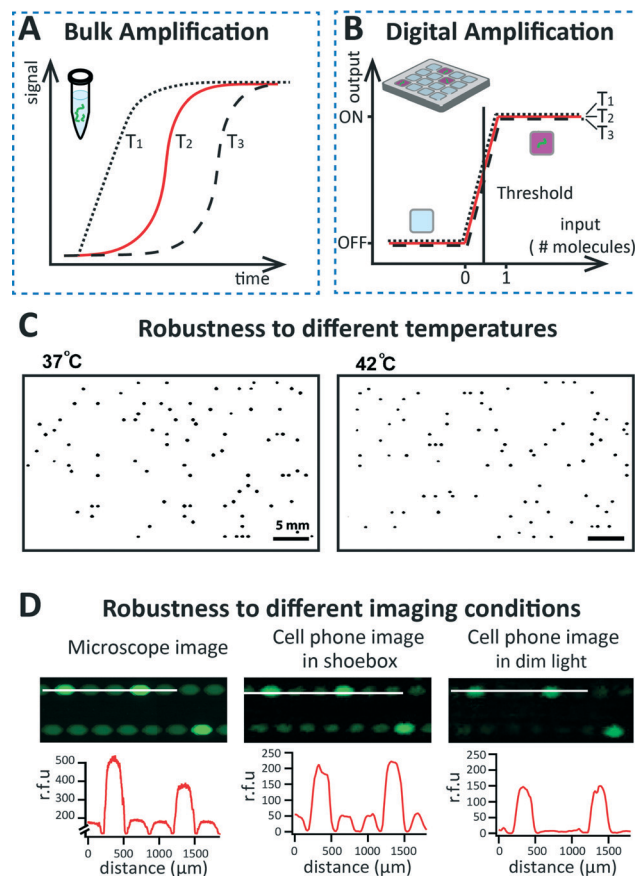 A Bulk Amplification
signal
T1
T2
T3
time
B Digital Amplification
output
ON
OFF
T1
T2
T3
Threshold
input
( # molecules)
0 1
C Robustness to different temperatures
37°C
42°C
5 mm
D Robustness to different imaging conditions
Microscope image
Cell phone image
in shoebox
Cell phone image
in dim light
r.f.u
500
400
300
200
0 500 1000 1500
distance (µm)
250
200
150
100
50
0
0 500 1000 1500
distance (µm)
250
200
150
100
50
0
0 500 1000 1500
distance (µm)